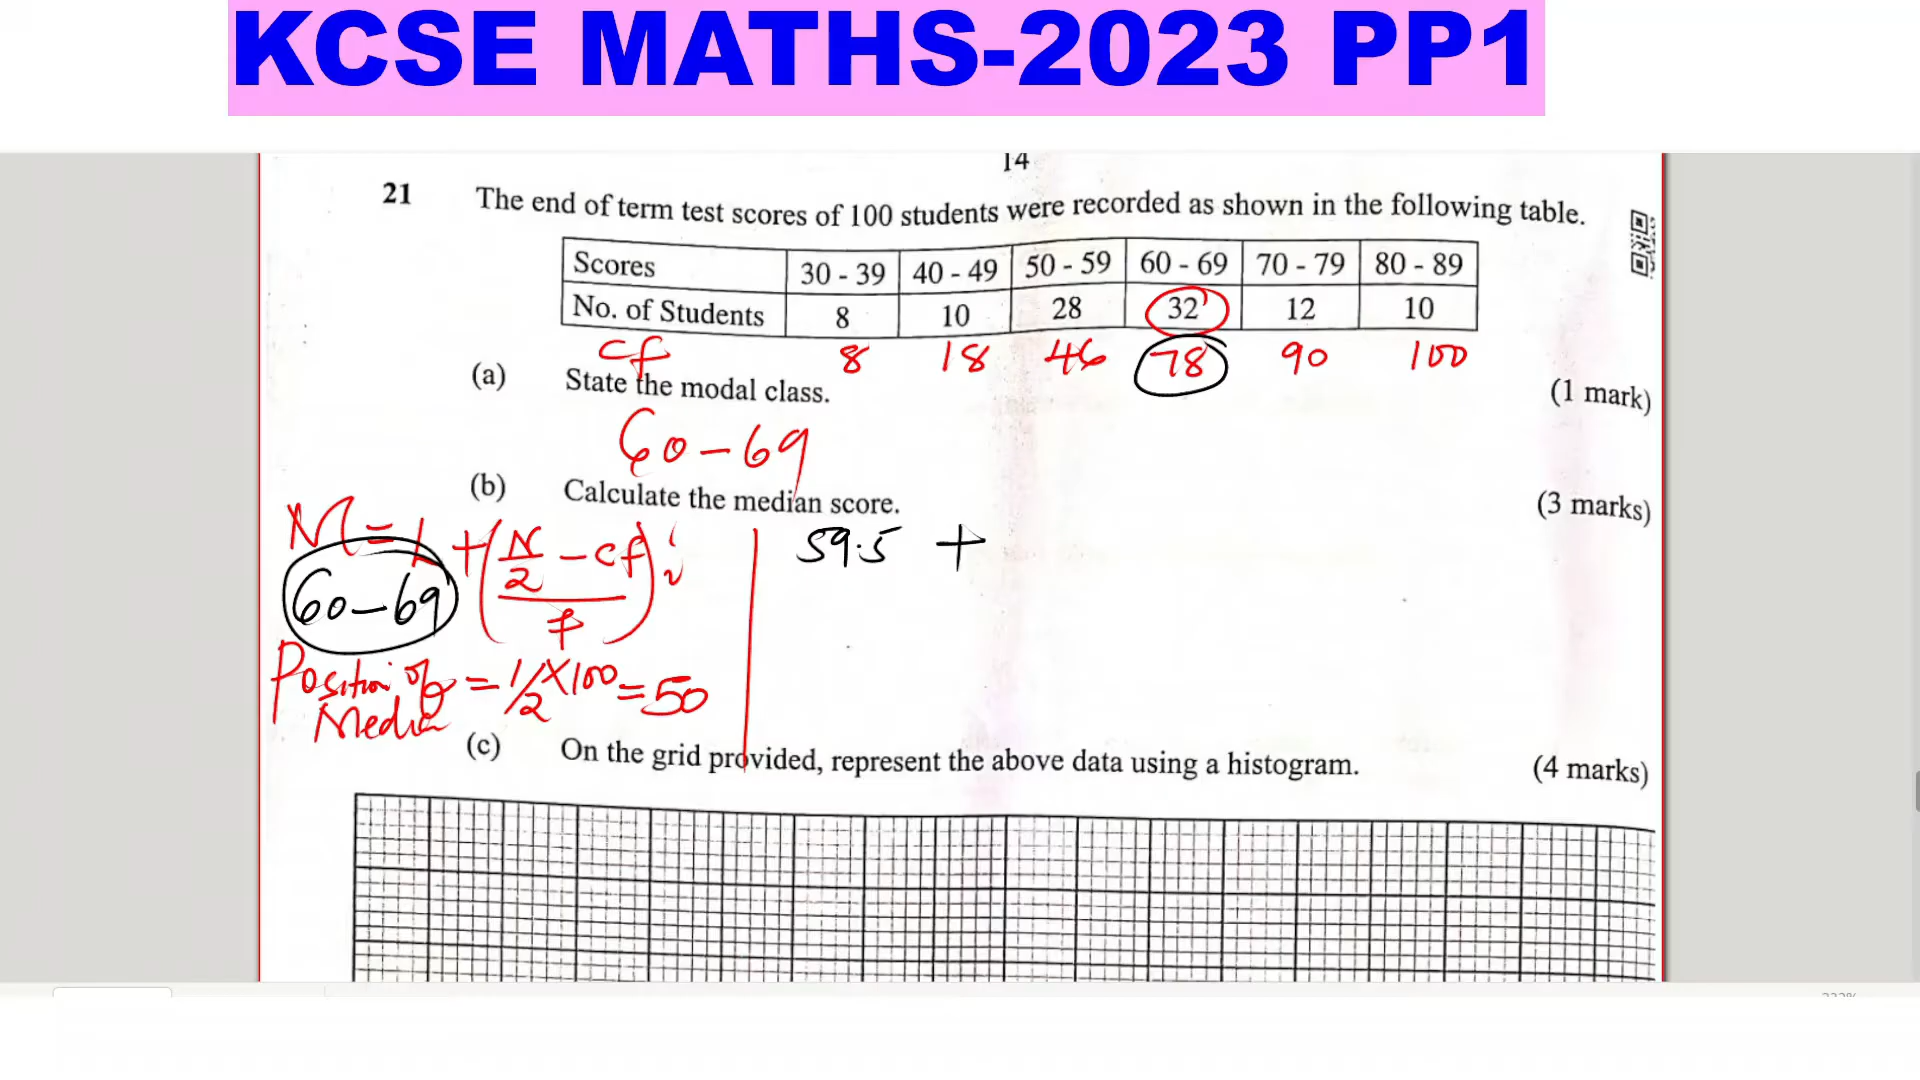 KCSE MATHS-2023 PP1
14
21 The end of term test scores of 100 students were recorded as shown in the following table.
Scores 30 - 39 40 - 49 50 - 59 60 - 69 70 - 79 80 - 89
No. of Students 8 10 28 32 12 10
cf 8 18 46 78 90 100
(a) State the modal class. (1 mark)
60 - 69
(b) Calculate the median score. (3 marks)
M = L + (N/2 - cf / f) i
59.5 +
60 - 69
Position of = 1/2 X 100 = 50
Median
(c) On the grid provided, represent the above data using a histogram. (4 marks)